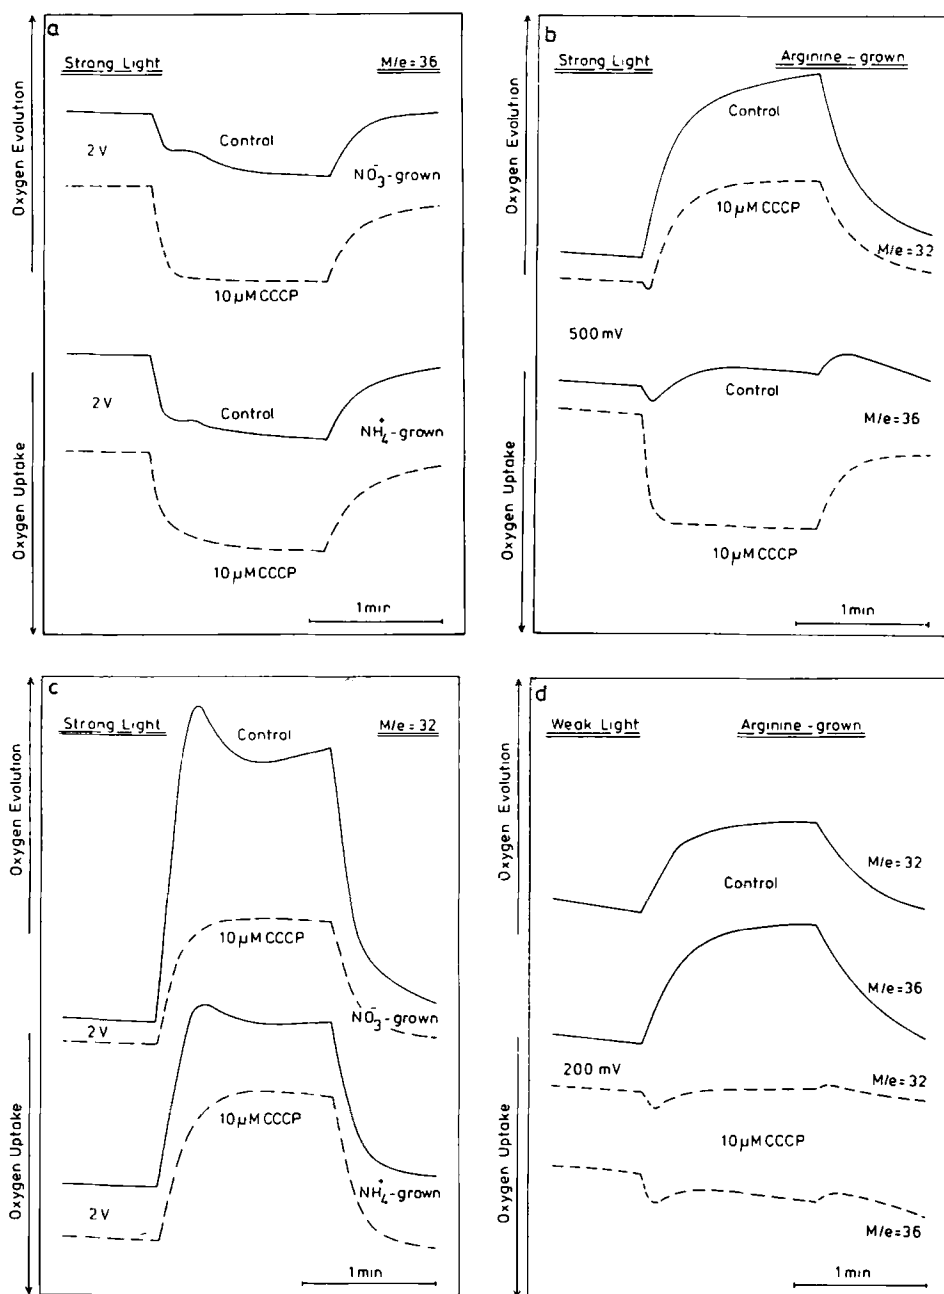 a
Strong Light
M/e=36
Oxygen Evolution
Control
2 V
NO3⁻-grown
10 µM CCCP
2 V
Control
NH4⁺-grown
Oxygen Uptake
10 µM CCCP
1 min
b
Strong Light
Arginine-grown
Oxygen Evolution
Control
10 µM CCCP
M/e=32
500 mV
Control
M/e=36
Oxygen Uptake
10 µM CCCP
1 min
c
Strong Light
M/e=32
Oxygen Evolution
Control
10 µM CCCP
NO3⁻-grown
2 V
10 µM CCCP
NH4⁺-grown
Oxygen Uptake
2 V
1 min
d
Weak Light
Arginine-grown
Oxygen Evolution
M/e=32
Control
M/e=36
200 mV
M/e=32
10 µM CCCP
Oxygen Uptake
M/e=36
1 min